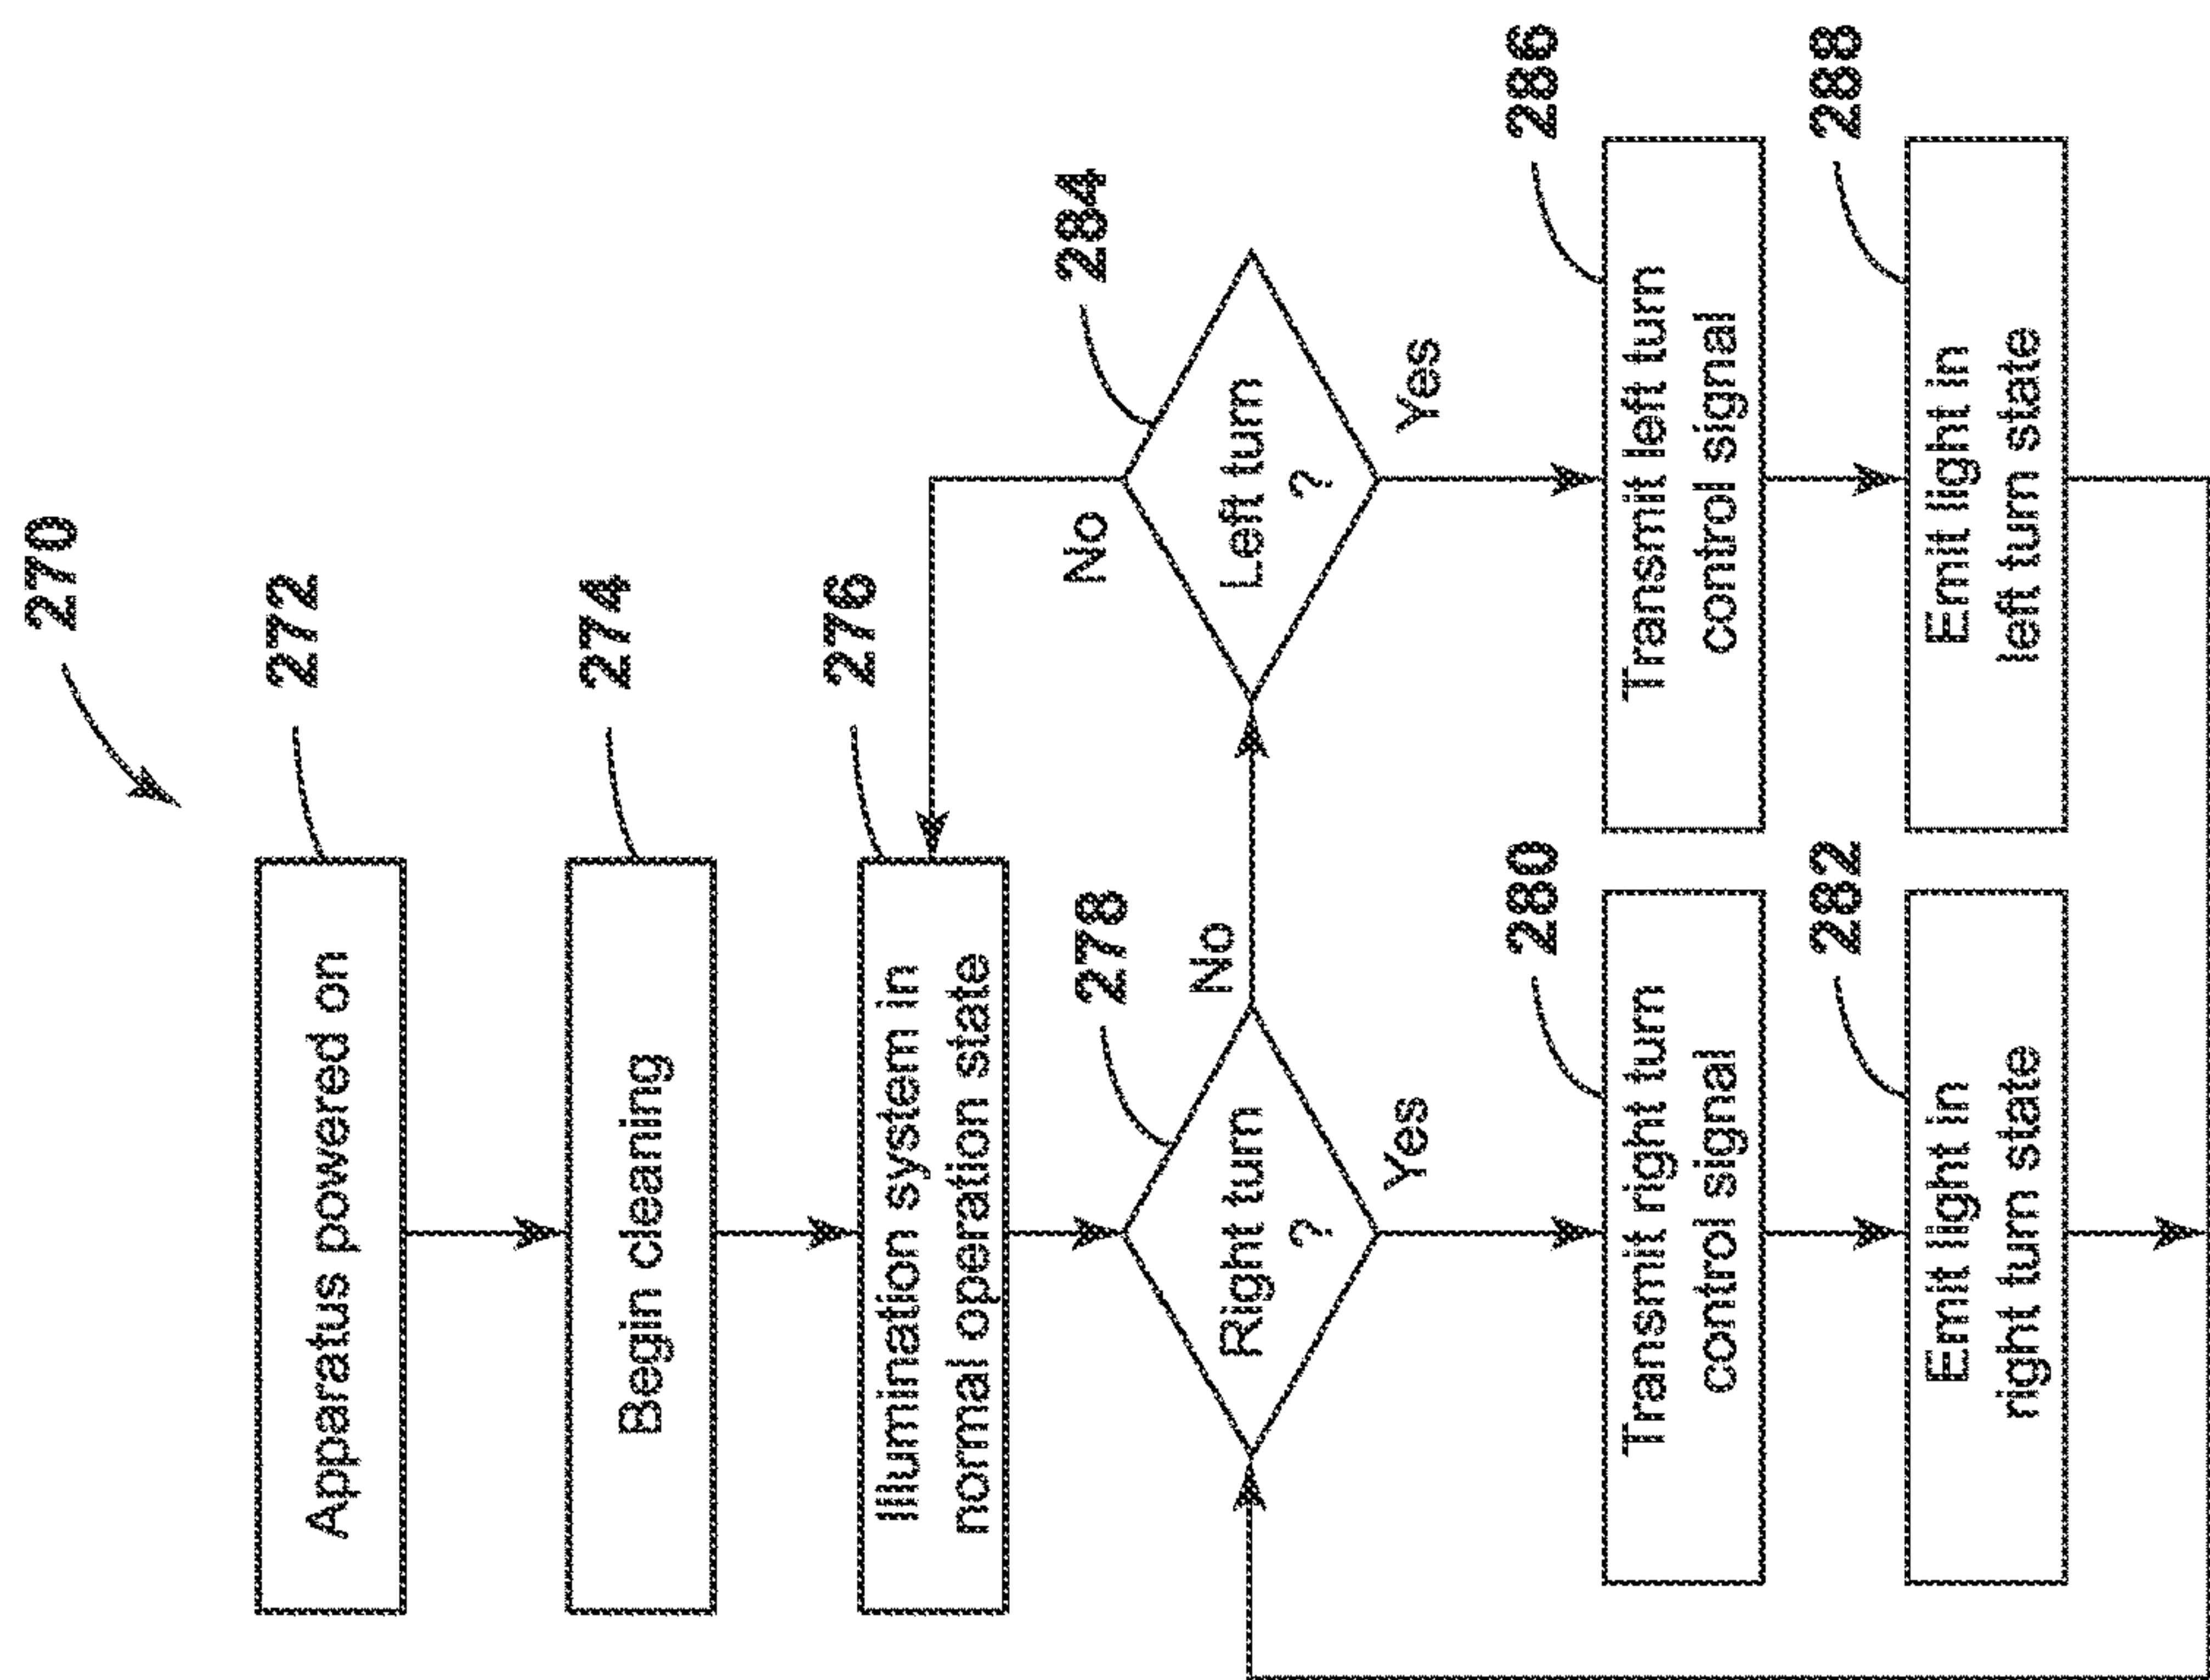 270
272
Apparatus powered on
274
Begin cleaning
276
Illumination system in
normal operation state
278
Right turn
?
No
Yes
284
No
Left turn
?
Yes
280
Transmit right turn
control signal
286
Transmit left turn
control signal
282
Emit light in
right turn state
288
Emit light in
left turn state